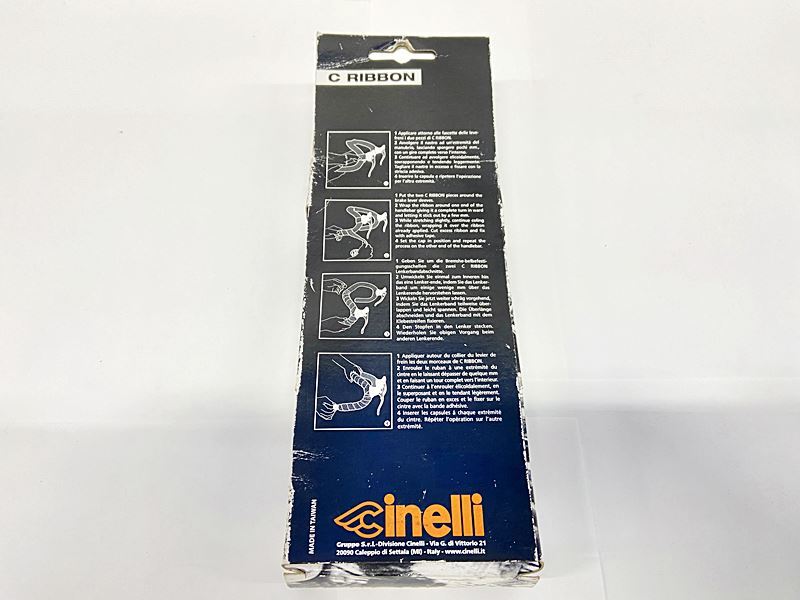 C RIBBON
1 Applicare attorno alle fascette delle leve-
freni i due pezzi di C RIBBON.
2 Avvolgere il nastro ad un'estremità del
manubrio, lasciando sporgere pochi mm.,
con un giro completo verso l'interno.
3 Continuare ad avvolgere elicoidalmente,
sovrapponendo e tendendo leggermente.
Tagliare il nastro in eccesso e fissare con la
striscia adesiva.
4 Inserire la capsula e ripetere l'operazione
per l'altra estremità.
1 Put the two C RIBBON pieces around the
brake lever sleeves.
2 Wrap the ribbon around one end of the
handlebar giving it a complete turn in ward
and letting it stick out by a few mm.
3 While stretching slightly, continue coling
the ribbon, wrapping it over the ribbon
already applied. Cut excess ribbon and fix
with adhesive tape.
4 Set the cap in position and repeat the
process on the other end of the handlebar.
1 Geben Sie um die Bremshe-belbefesti-
gungsschellen die zwei C RIBBON
Lenkerbandabschnitte.
2 Umwickeln Sie einmal zum Inneren hin
das eine Lenker-ende, indem Sie das Lenker-
band um einige wenige mm über das
Lenkerende hervorstehen lassen.
3 Wickeln Sie jetzt weiter schräg vorgehend,
indem Sie das Lenkerband teilweise über-
lappen und leicht spannen. Die Überlänge
abschneiden und das Lenkerband mit dem
Klebestreifen fixieren.
4 Den Stopfen in den Lenker stecken.
Wiederholen Sie obigen Vorgang beim
anderen Lenkerende.
1 Appliquer autour du collier du levier de
frein les deux morceaux de C RIBBON.
2 Enrouler le ruban à une extrémité du
cintre en le laissant dépasser de quelque mm
et en faisant un tour complet vers l'interieur.
3 Continuer à l'enrouler élicoidalement, en
le superposant et en le tendant légèrement.
Couper le ruban en exces et le fixer sur le
cintre avec la bande adhésive.
4 Inserer les capsules à chaque extrémité
du cintre. Répéter l'opération sur l'autre
extrémité.
MADE IN TAIWAN
Cinelli
Gruppo S.r.l.-Divisione Cinelli - Via G. di Vittorio 21
20090 Caleppio di Settala (MI) - Italy - www.cinelli.it